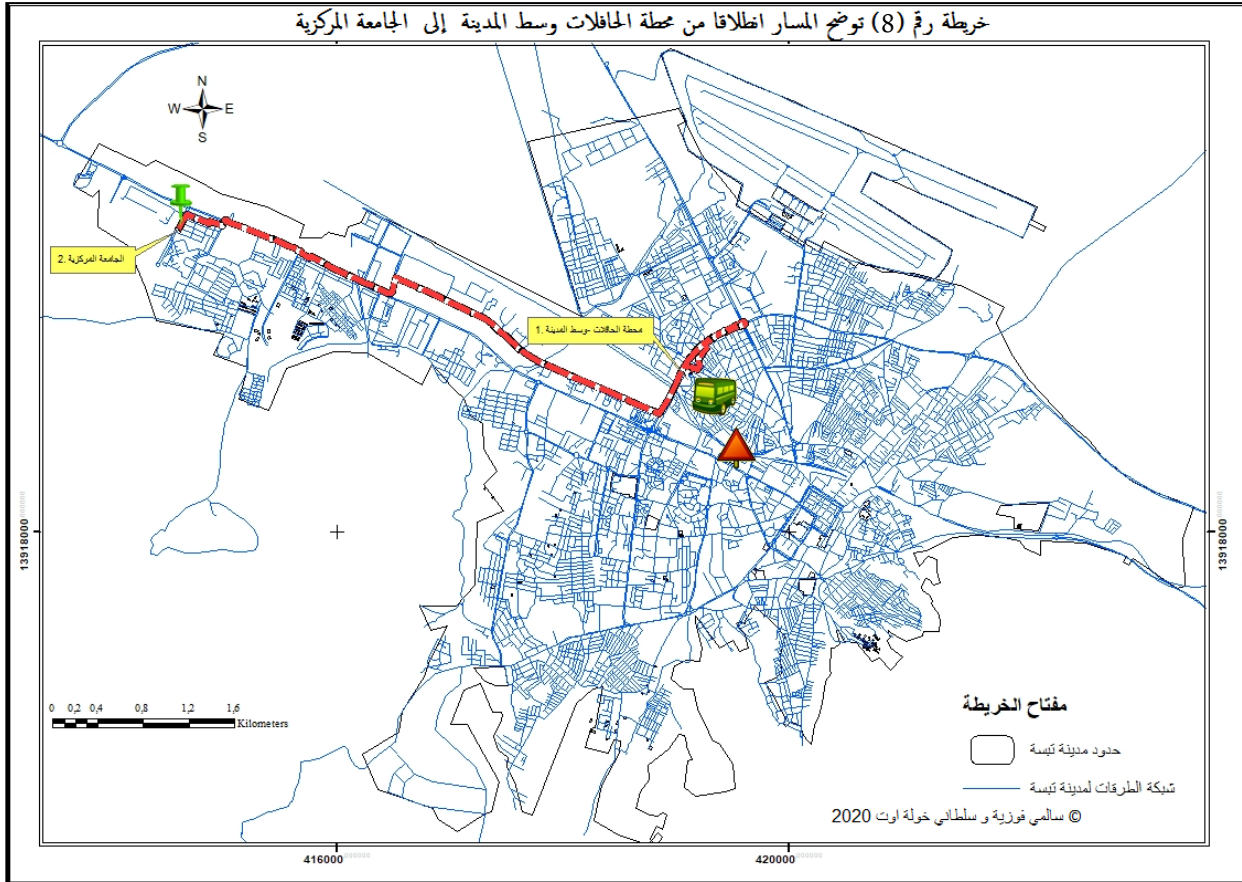 خريطة رقم (8) توضح المسار انطلاقا من محطة الحافلات وسط المدينة إلى الجامعة المركزية
N
W E
S
2. الجامعة المركزية
1. محطة الحافلات -وسط المدينة
13918000
13918000
0 0,2 0,4 0,8 1,2 1,6
Kilometers
مفتاح الخريطة
حدود مدينة تبسة
شبكة الطرقات لمدينة تبسة
© سالمي فوزية و سلطاني خولة اوت 2020
416000
420000